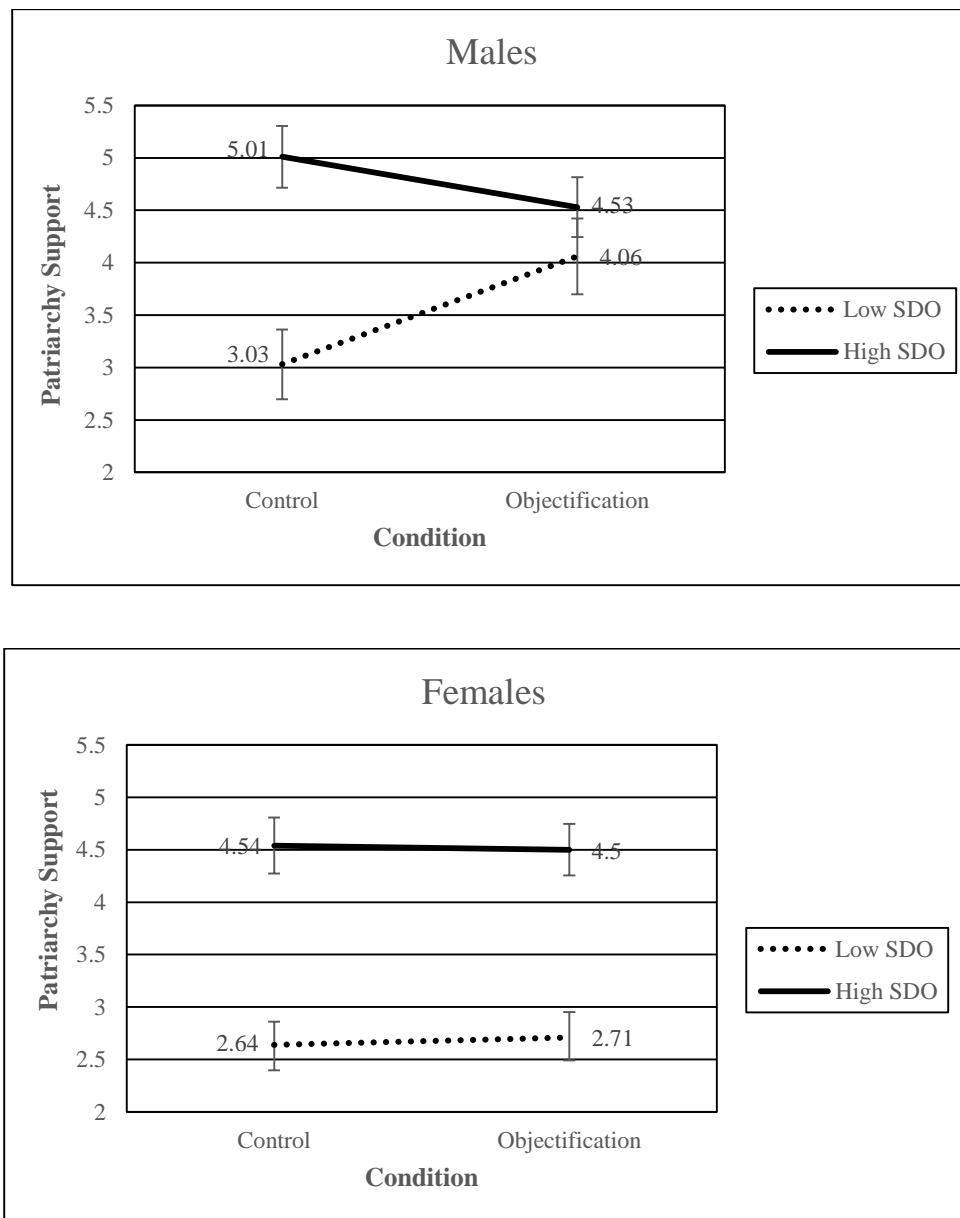 Males
5.5
5
4.5
4
3.5
3
2.5
2
Patriarchy Support
5.01
4.53
4.06
3.03
Control
Objectification
Condition
Low SDO
High SDO
Females
5.5
5
4.5
4
3.5
3
2.5
2
Patriarchy Support
4.54
4.5
2.64
2.71
Control
Objectification
Condition
Low SDO
High SDO